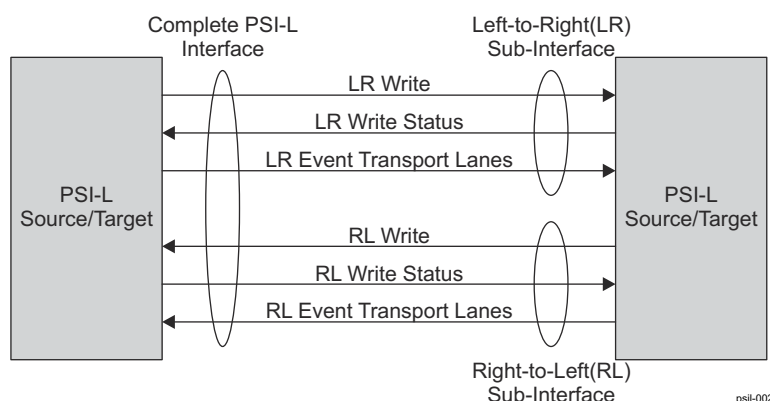 Complete PSI-L
Interface
Left-to-Right(LR)
Sub-Interface
LR Write
LR Write Status
LR Event Transport Lanes
PSI-L
Source/Target
PSI-L
Source/Target
RL Write
RL Write Status
RL Event Transport Lanes
Right-to-Left(RL)
Sub-Interface
psil-002